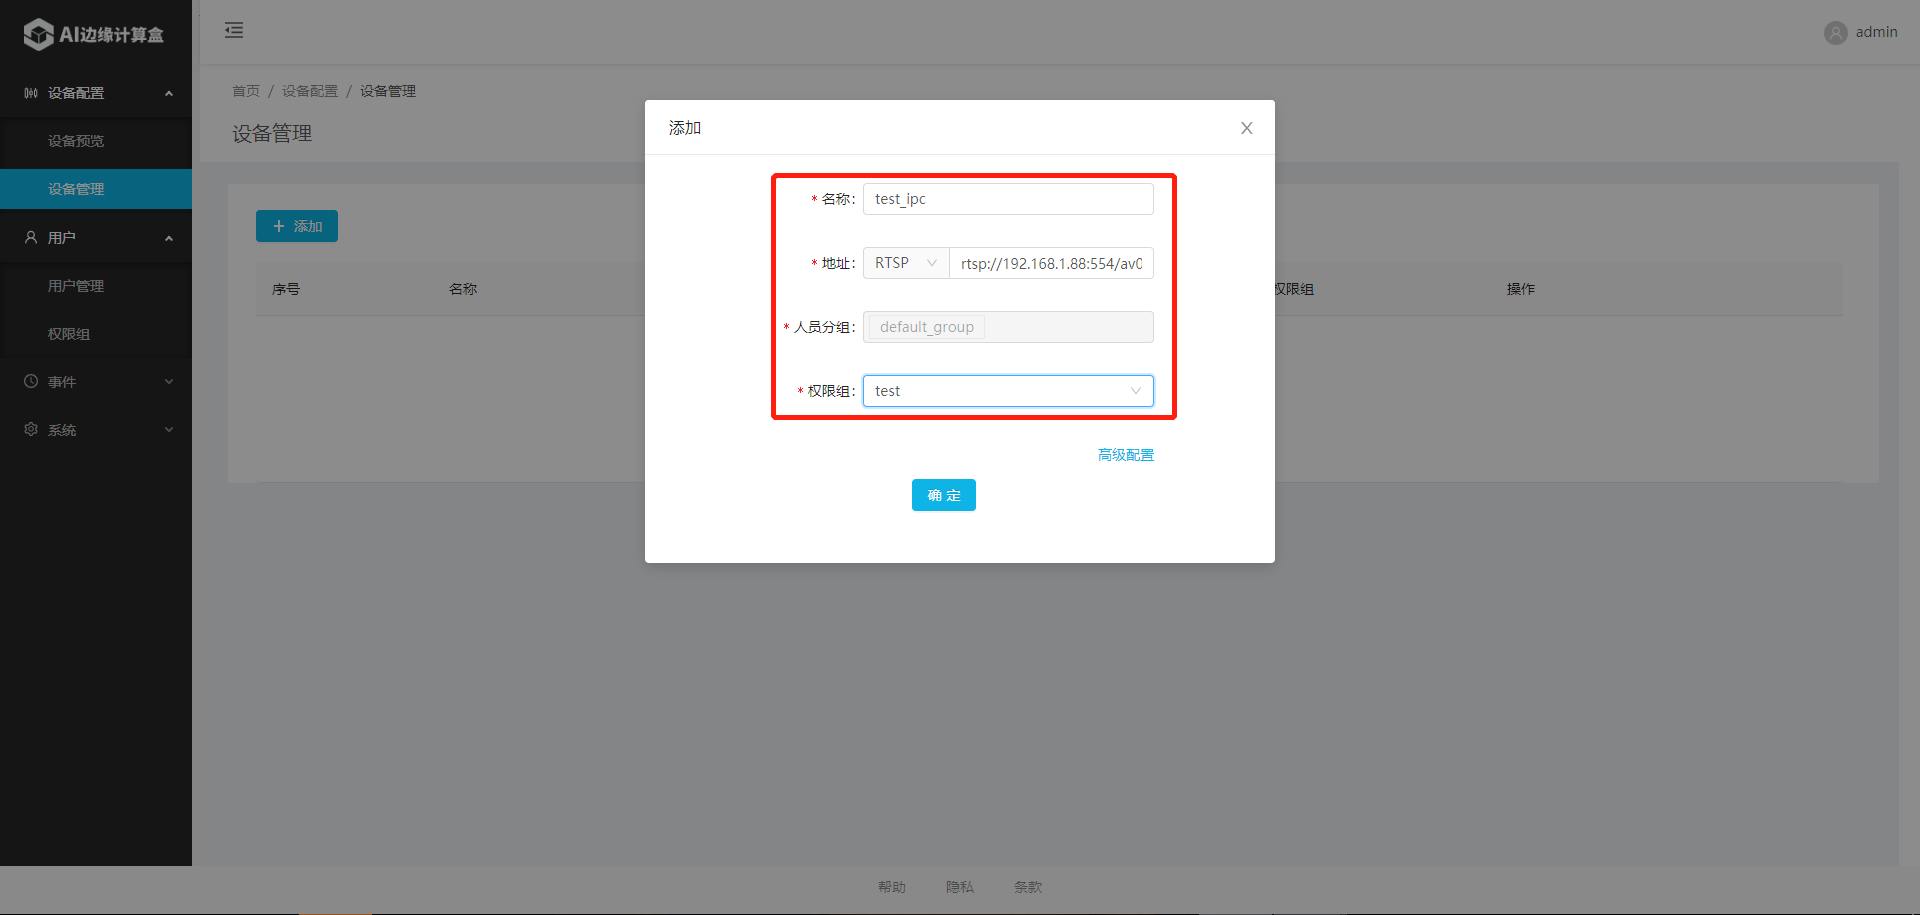 AI边缘计算盒
admin
设备配置
设备预览
设备管理
用户
用户管理
权限组
事件
系统
首页 / 设备配置 / 设备管理
设备管理
+ 添加
序号 名称 权限组 操作
添加
* 名称: test_ipc
* 地址: RTSP rtsp://192.168.1.88:554/av0
* 人员分组: default_group
* 权限组: test
高级配置
确 定
帮助 隐私 条款